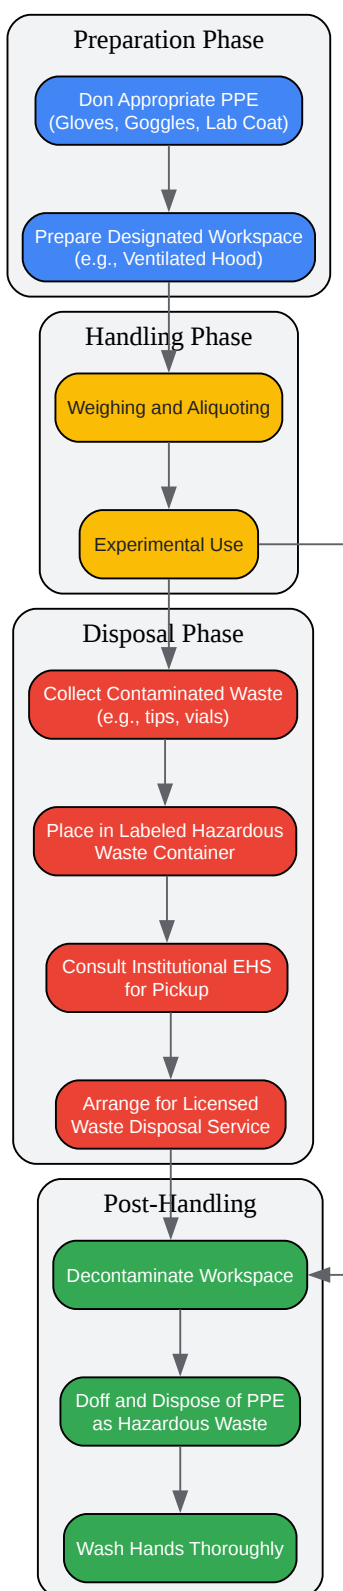 Preparation Phase
Don Appropriate PPE
(Gloves, Goggles, Lab Coat)
Prepare Designated Workspace
(e.g., Ventilated Hood)
Handling Phase
Weighing and Aliquoting
Experimental Use
Disposal Phase
Collect Contaminated Waste
(e.g., tips, vials)
Place in Labeled Hazardous
Waste Container
Consult Institutional EHS
for Pickup
Arrange for Licensed
Waste Disposal Service
Post-Handling
Decontaminate Workspace
Doff and Dispose of PPE
as Hazardous Waste
Wash Hands Thoroughly